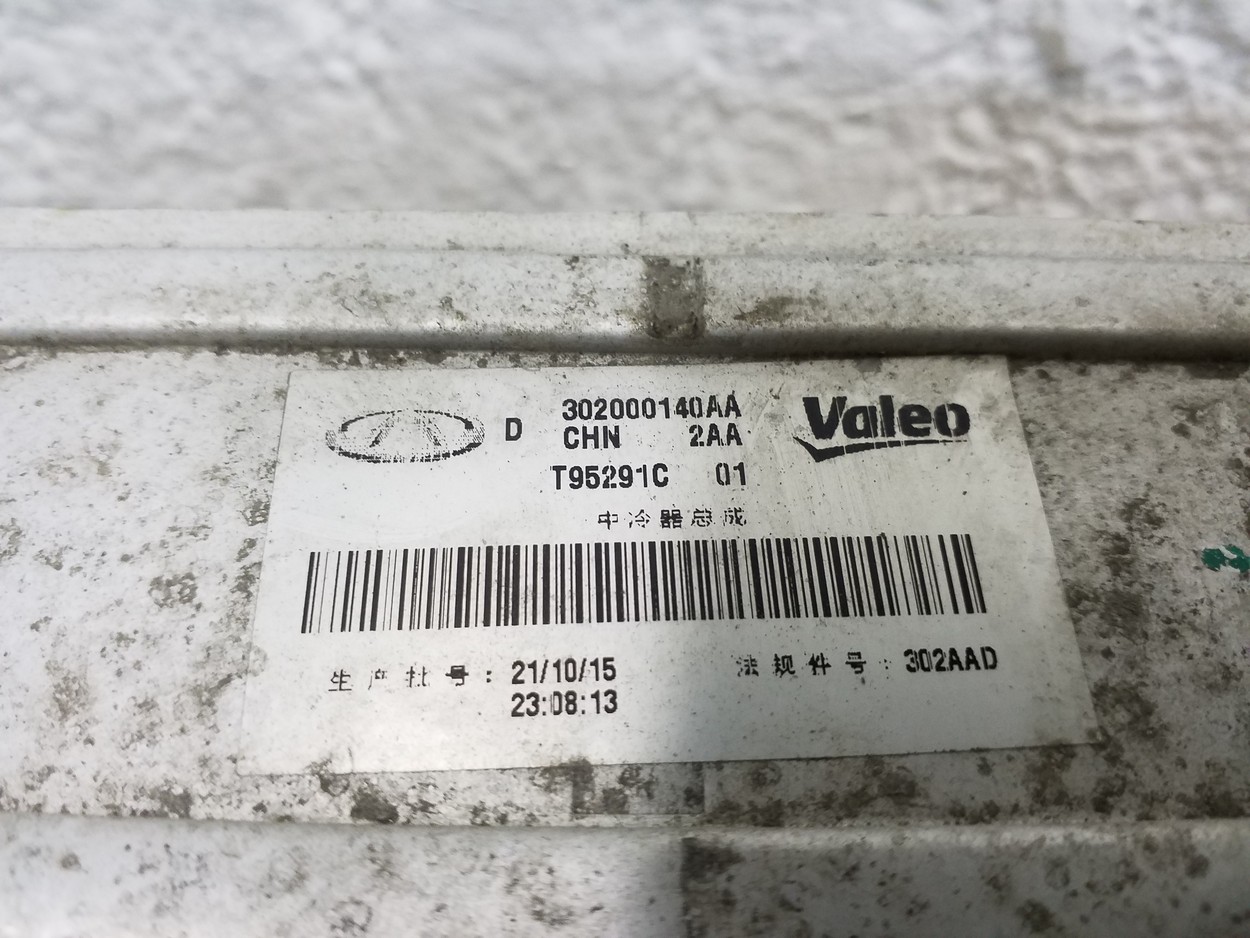 D 302000140AA Valeo
CHN 2AA
T95291C 01
中冷器总成
生产批号: 21/10/15 法规件号: 302AAD
23:08:13